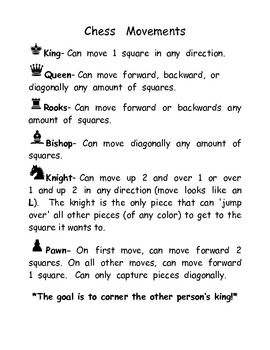 Chess Movements
King- Can move 1 square in any direction.
Queen- Can move forward, backward, or
diagonally any amount of squares.
Rooks- Can move forward or backwards any
amount of squares.
Bishop- Can move diagonally any amount of
squares.
Knight- Can move up 2 and over 1 or over
1 and up 2 in any direction (move looks like an
L). The knight is the only piece that can 'jump
over' all other pieces (of any color) to get to the
square it wants to.
Pawn- On first move, can move forward 2
squares. On all other moves, can move forward
1 square. Can only capture pieces diagonally.
*The goal is to corner the other person's king!*